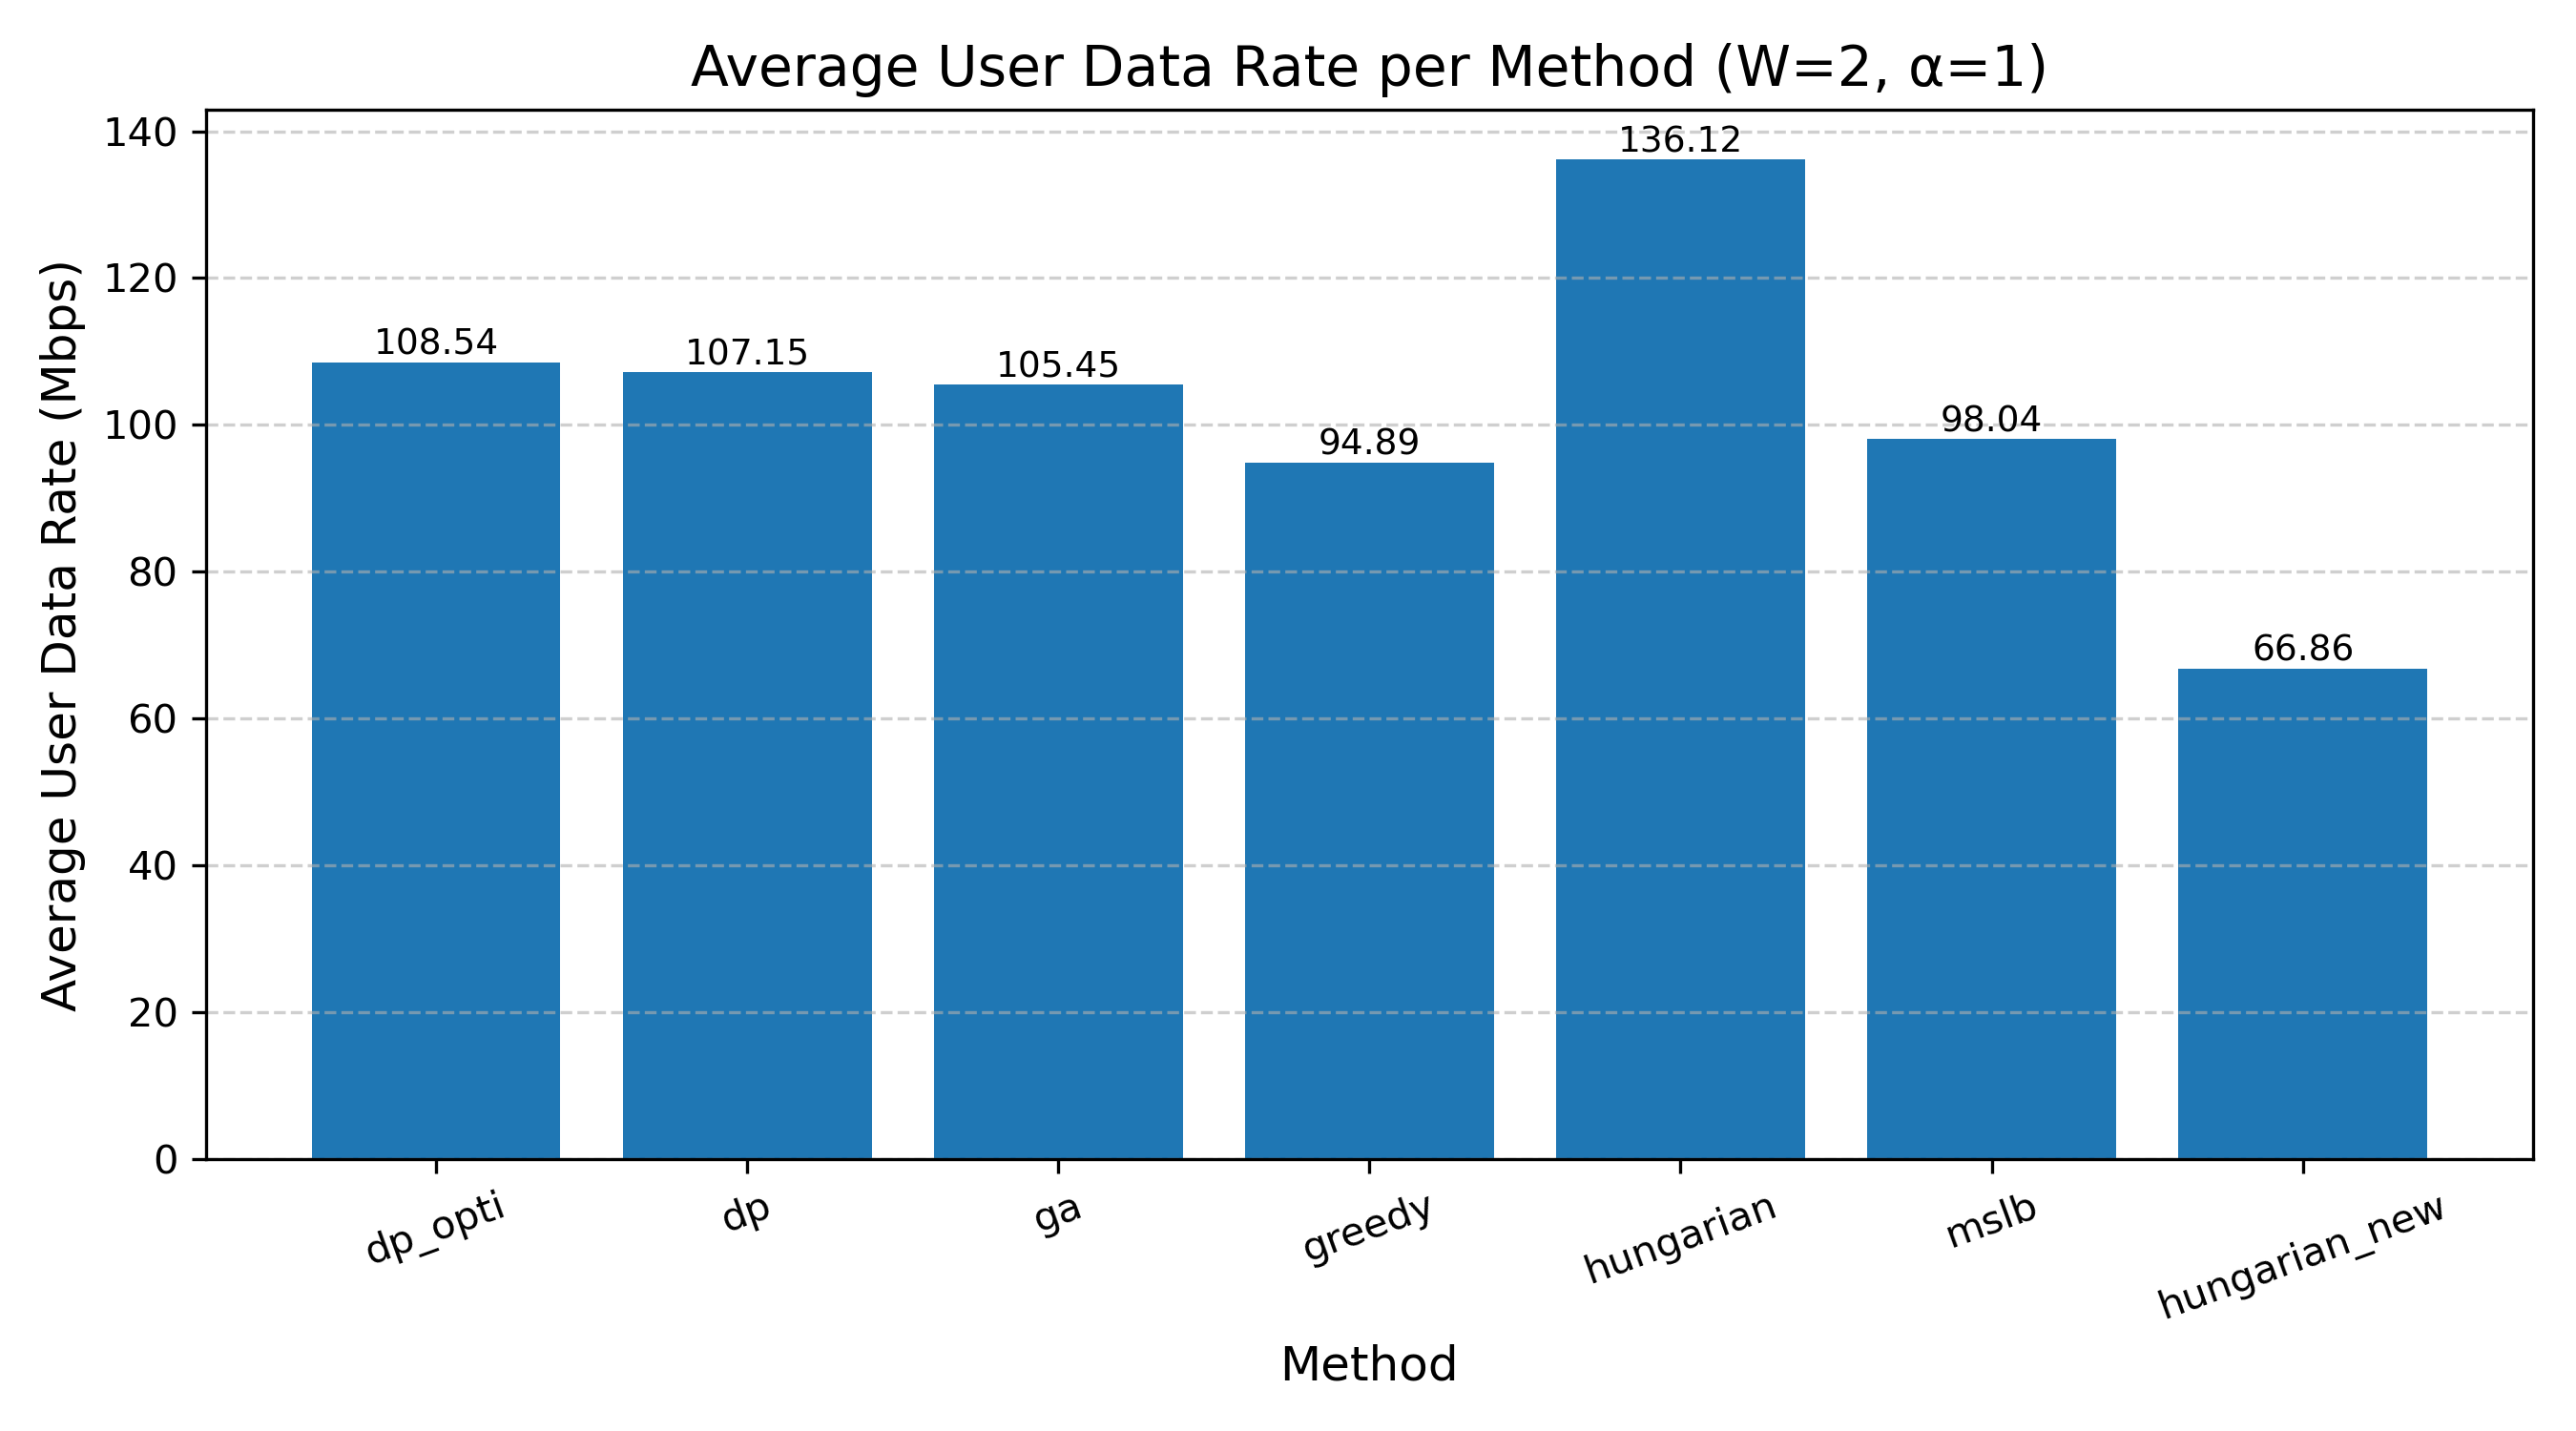 Average User Data Rate per Method (W=2, α=1)
Average User Data Rate (Mbps)
140
120
100
80
60
40
20
0
108.54
107.15
105.45
94.89
136.12
98.04
66.86
dp_opti
dp
ga
greedy
hungarian
mslb
hungarian_new
Method